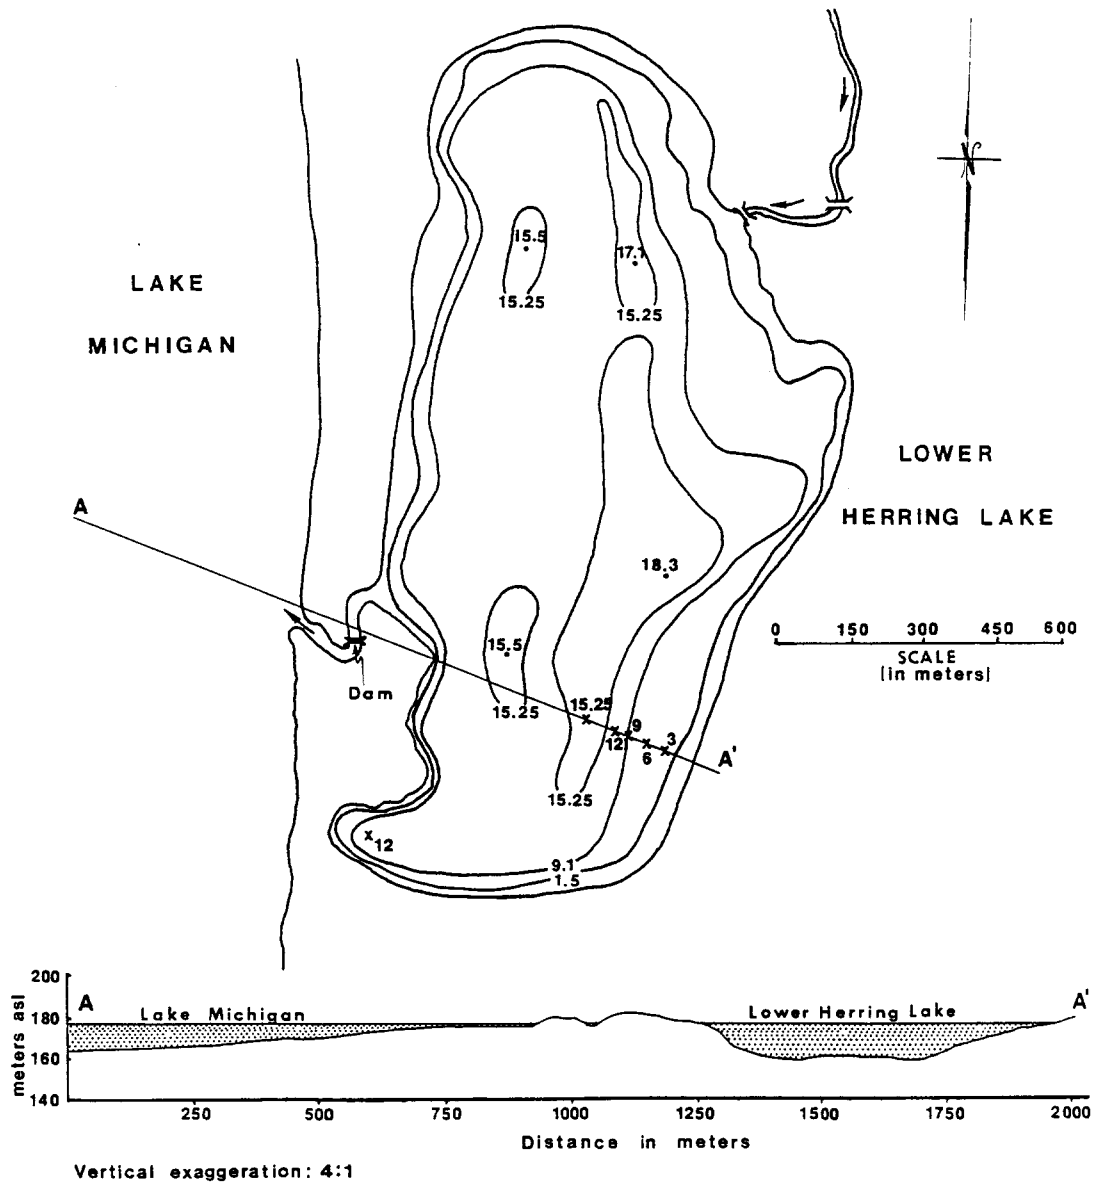 N
15.5
17.1
15.25
15.25
LAKE
MICHIGAN
LOWER
HERRING LAKE
A
18.3
0 150 300 450 600
SCALE
(in meters)
15.5
Dam
15.25
15.25
12
9
6
3
A'
15.25
12
9.1
1.5
200
180
160
140
meters asl
A
Lake Michigan
Lower Herring Lake
A'
250 500 750 1000 1250 1500 1750 2000
Distance in meters
Vertical exaggeration: 4:1